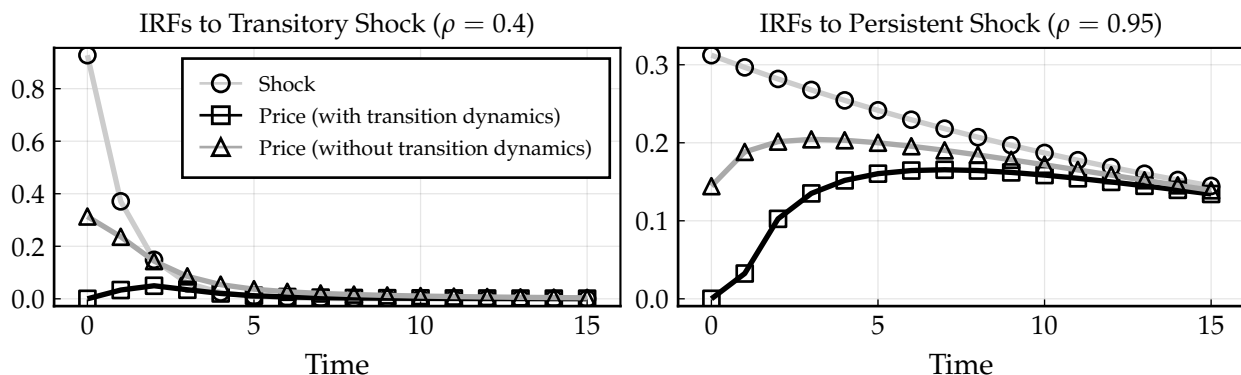 IRFs to Transitory Shock (ρ = 0.4)
0.8
0.6
0.4
0.2
0.0
0
5
10
15
Time
Shock
Price (with transition dynamics)
Price (without transition dynamics)
IRFs to Persistent Shock (ρ = 0.95)
0.3
0.2
0.1
0.0
0
5
10
15
Time